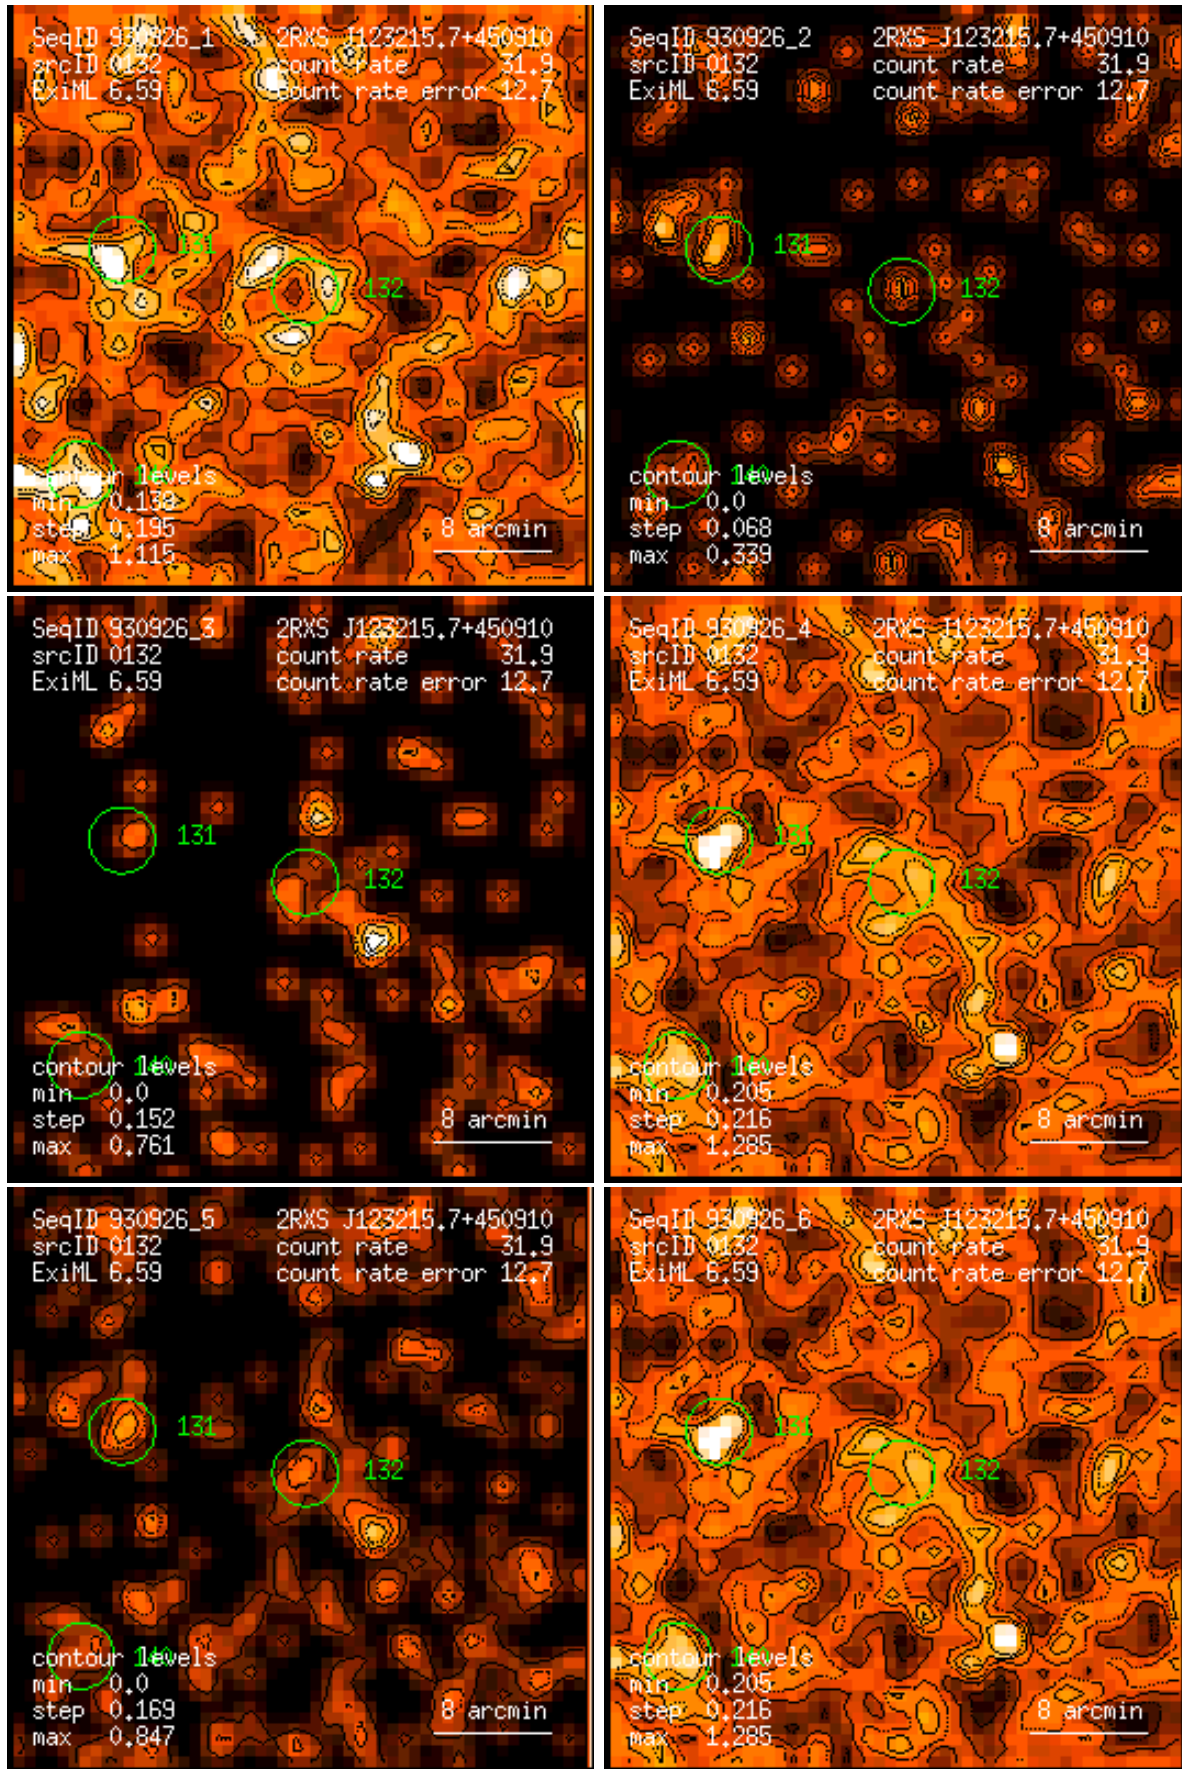 SeqID 930926_1 2RXS J123215.7+450910
srcID 0132 count rate 31.9
ExiML 6.59 count rate error 12.7
131
132
140
contour levels
min 0.138
step 0.195 8 arcmin
max 1.115
SeqID 930926_2 2RXS J123215.7+450910
srcID 0132 count rate 31.9
ExiML 6.59 count rate error 12.7
131
132
140
contour levels
min 0.0
step 0.068 8 arcmin
max 0.339
SeqID 930926_3 2RXS J123215.7+450910
srcID 0132 count rate 31.9
ExiML 6.59 count rate error 12.7
131
132
140
contour levels
min 0.0
step 0.152 8 arcmin
max 0.761
SeqID 930926_4 2RXS J123215.7+450910
srcID 0132 count rate 31.9
ExiML 6.59 count rate error 12.7
131
132
140
contour levels
min 0.205
step 0.216 8 arcmin
max 1.285
SeqID 930926_5 2RXS J123215.7+450910
srcID 0132 count rate 31.9
ExiML 6.59 count rate error 12.7
131
132
140
contour levels
min 0.0
step 0.169 8 arcmin
max 0.847
SeqID 930926_6 2RXS J123215.7+450910
srcID 0132 count rate 31.9
ExiML 6.59 count rate error 12.7
131
132
140
contour levels
min 0.205
step 0.216 8 arcmin
max 1.285